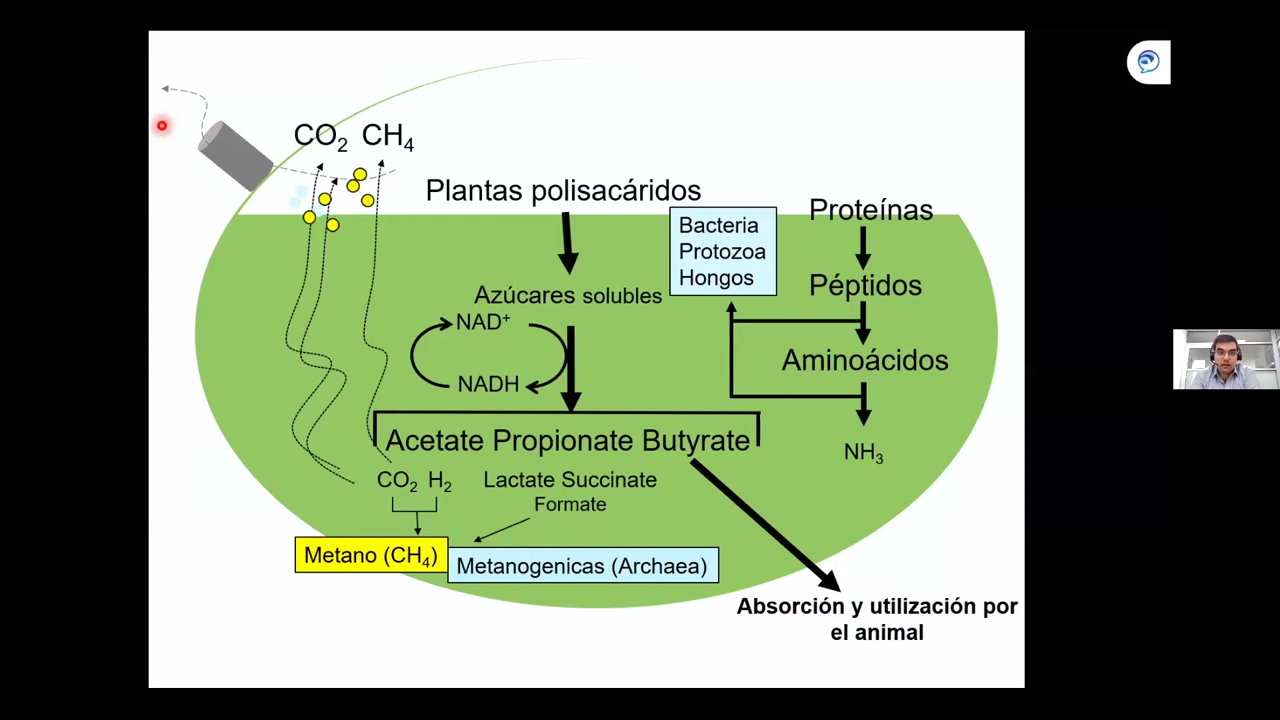 CO2 CH4
Plantas polisacáridos
Proteínas
Bacteria
Protozoa
Hongos
Péptidos
Azúcares solubles
NAD+
NADH
Aminoácidos
Acetate Propionate Butyrate
NH3
CO2 H2
Lactate Succinate
Formate
Metano (CH4)
Metanogenicas (Archaea)
Absorción y utilización por
el animal